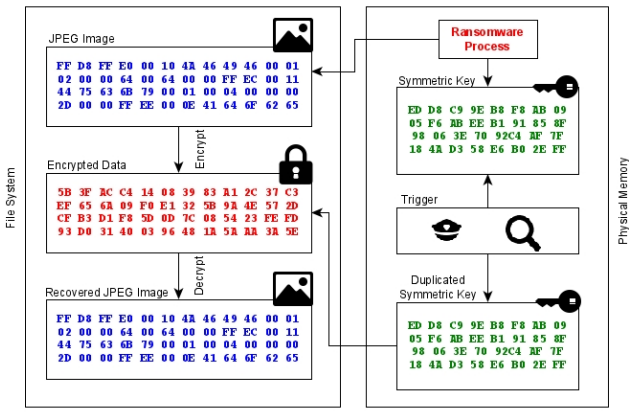 File System
JPEG Image
FF D8 FF E0 00 10 4A 46 49 46 00 01
02 00 00 64 00 64 00 00 FF EC 00 11
44 75 63 6B 79 00 01 00 04 00 00 00
2D 00 00 FF EE 00 0E 41 64 6F 62 65
Encrypt
Encrypted Data
5B 3F AC C4 14 08 39 83 A1 2C 37 C3
EF 65 6A 09 F0 E1 32 5B 9A 4E 57 2D
CF B3 D1 F8 5D 0D 7C 08 54 23 FE FD
93 D0 31 40 03 96 48 1A 5A AA 3A 5E
Decrypt
Recovered JPEG Image
FF D8 FF E0 00 10 4A 46 49 46 00 01
02 00 00 64 00 64 00 00 FF EC 00 11
44 75 63 6B 79 00 01 00 04 00 00 00
2D 00 00 FF EE 00 0E 41 64 6F 62 65
Ransomware
Process
Symmetric Key
ED D8 C9 9E B8 F8 AB 09
05 F6 AB EE B1 91 85 8F
98 06 3E 70 92C4 AF 7F
18 4A D3 58 E6 B0 2E FF
Trigger
Duplicated
Symmetric Key
ED D8 C9 9E B8 F8 AB 09
05 F6 AB EE B1 91 85 8F
98 06 3E 70 92C4 AF 7F
18 4A D3 58 E6 B0 2E FF
Physical Memory